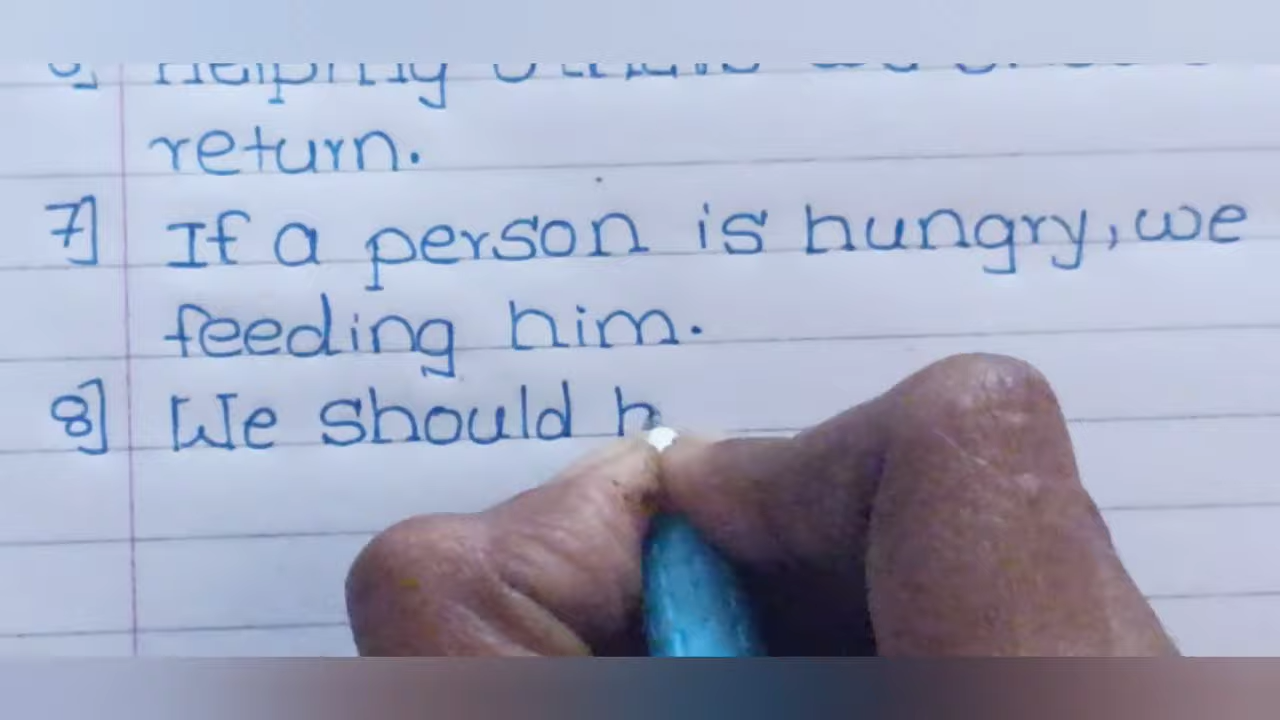 return.
7] If a person is hungry, we
feeding him.
8] We should h